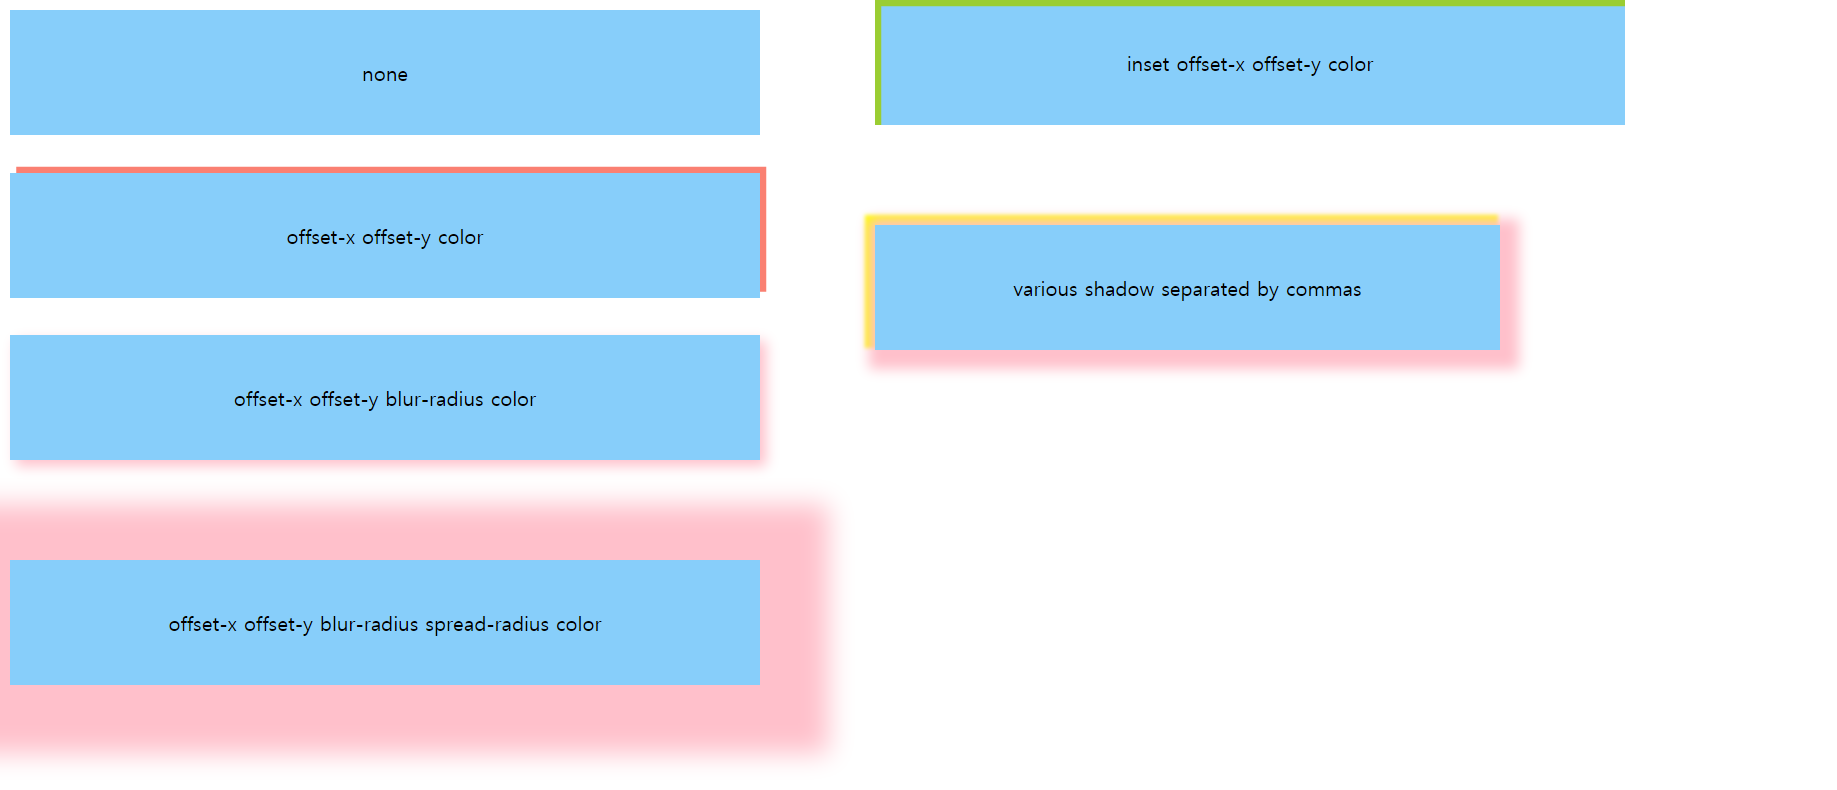 none
offset-x offset-y color
offset-x offset-y blur-radius color
offset-x offset-y blur-radius spread-radius color
inset offset-x offset-y color
various shadow separated by commas